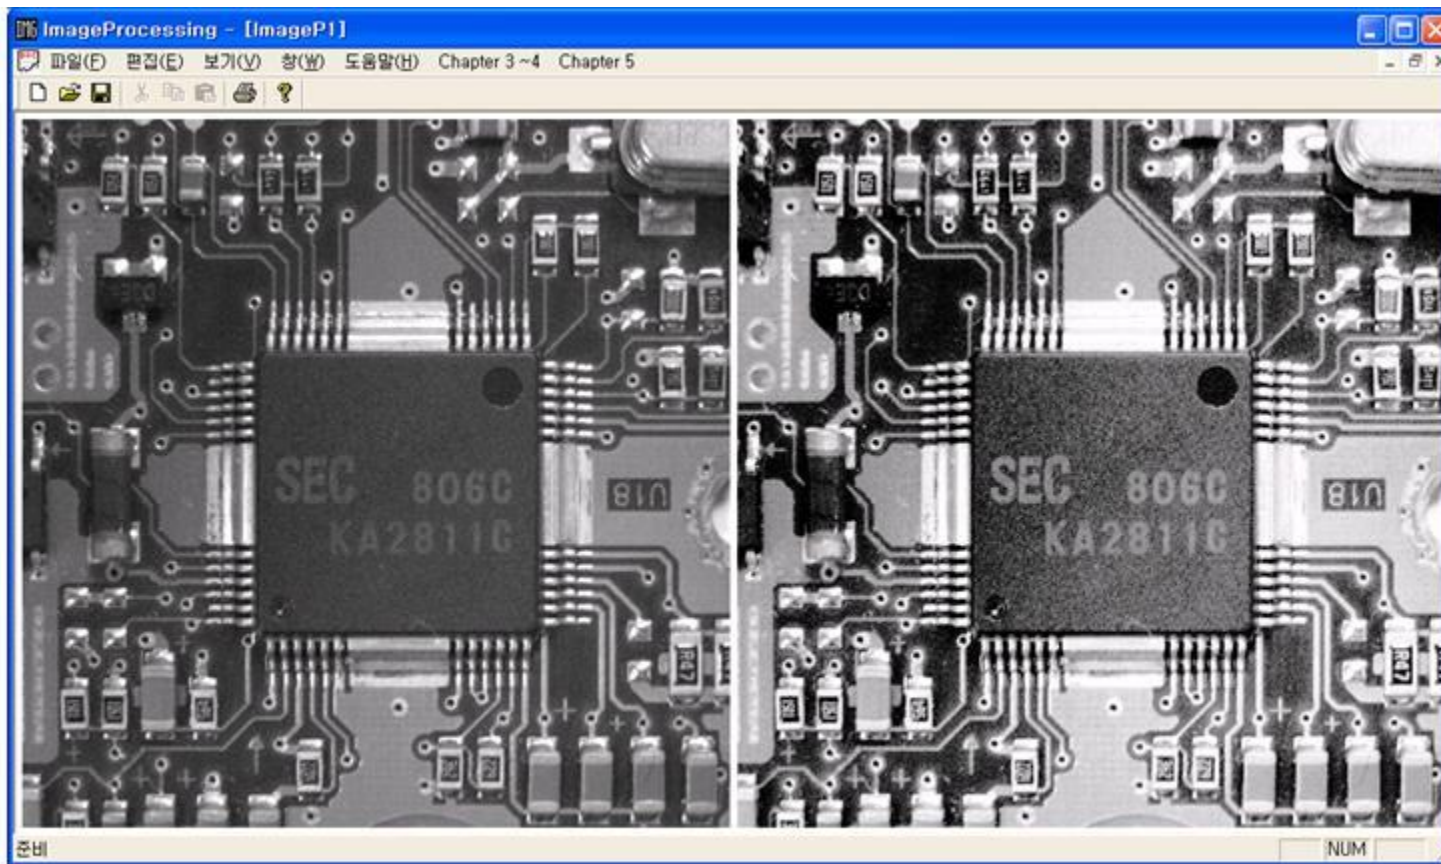 ImageProcessing - [ImageP1]
파일(F) 편집(E) 보기(V) 창(W) 도움말(H) Chapter 3 ~4 Chapter 5
SEC 806C
KA2811C
U18
R47
SEC 806C
KA2811C
U18
R47
준비 NUM